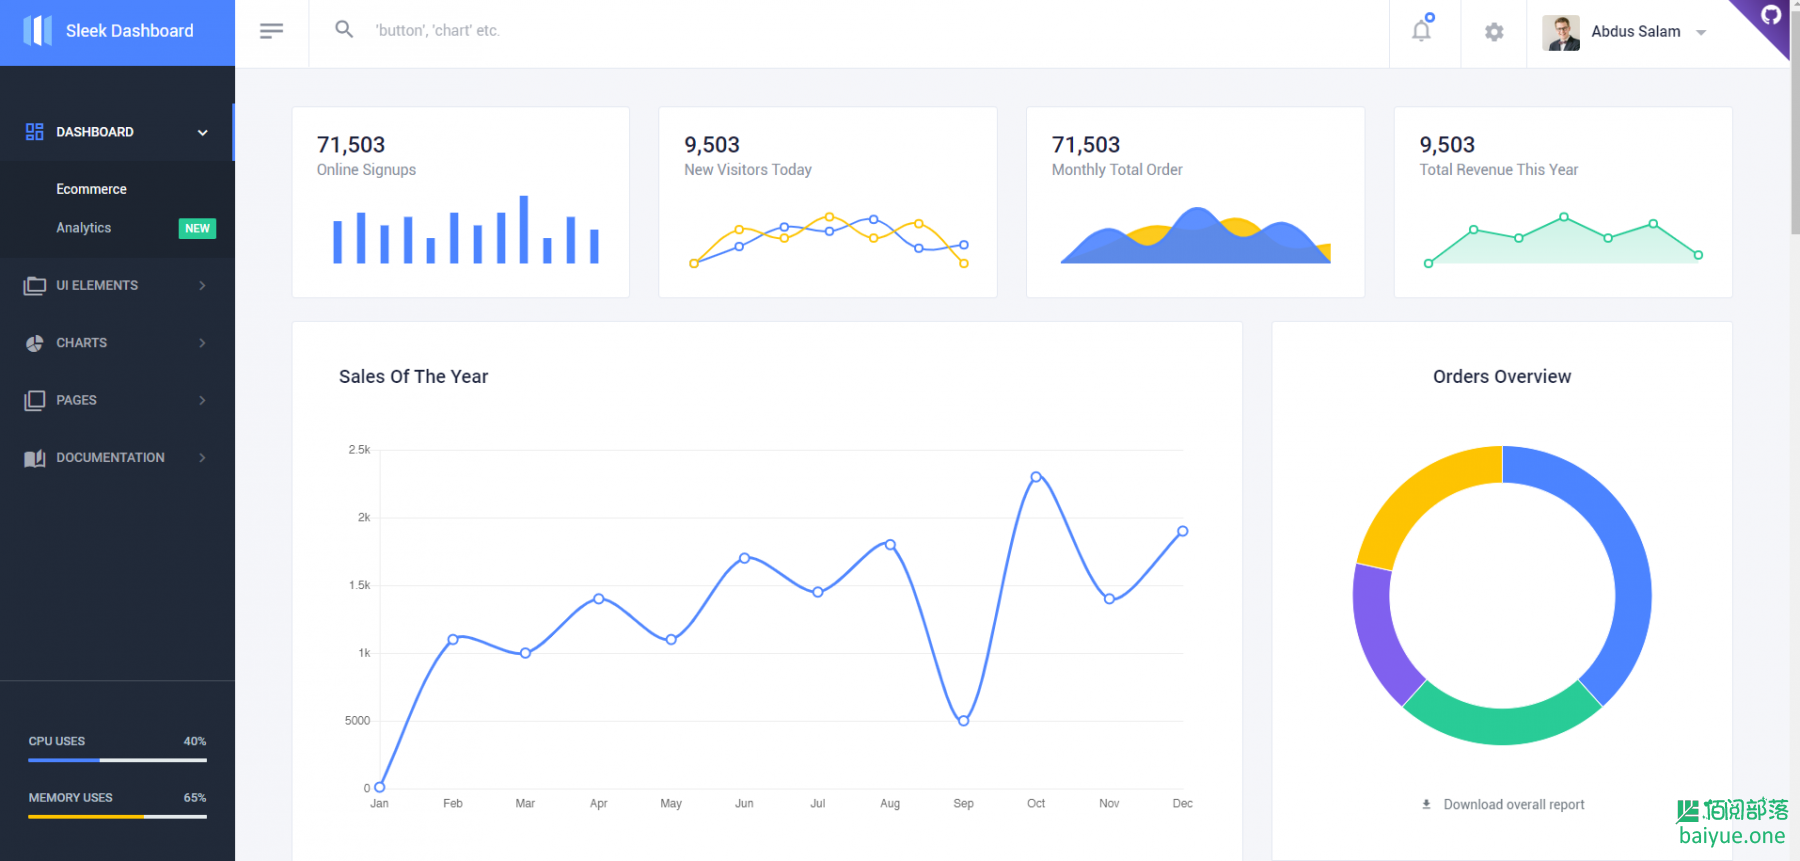 Sleek Dashboard
'button', 'chart' etc.
Abdus Salam
DASHBOARD
Ecommerce
Analytics
NEW
UI ELEMENTS
CHARTS
PAGES
DOCUMENTATION
CPU USES
40%
MEMORY USES
65%
71,503
Online Signups
9,503
New Visitors Today
71,503
Monthly Total Order
9,503
Total Revenue This Year
Sales Of The Year
2.5k
2k
1.5k
1k
5000
0
Jan Feb Mar Apr May Jun Jul Aug Sep Oct Nov Dec
Orders Overview
Download overall report
佰阅部落
baiyue.one